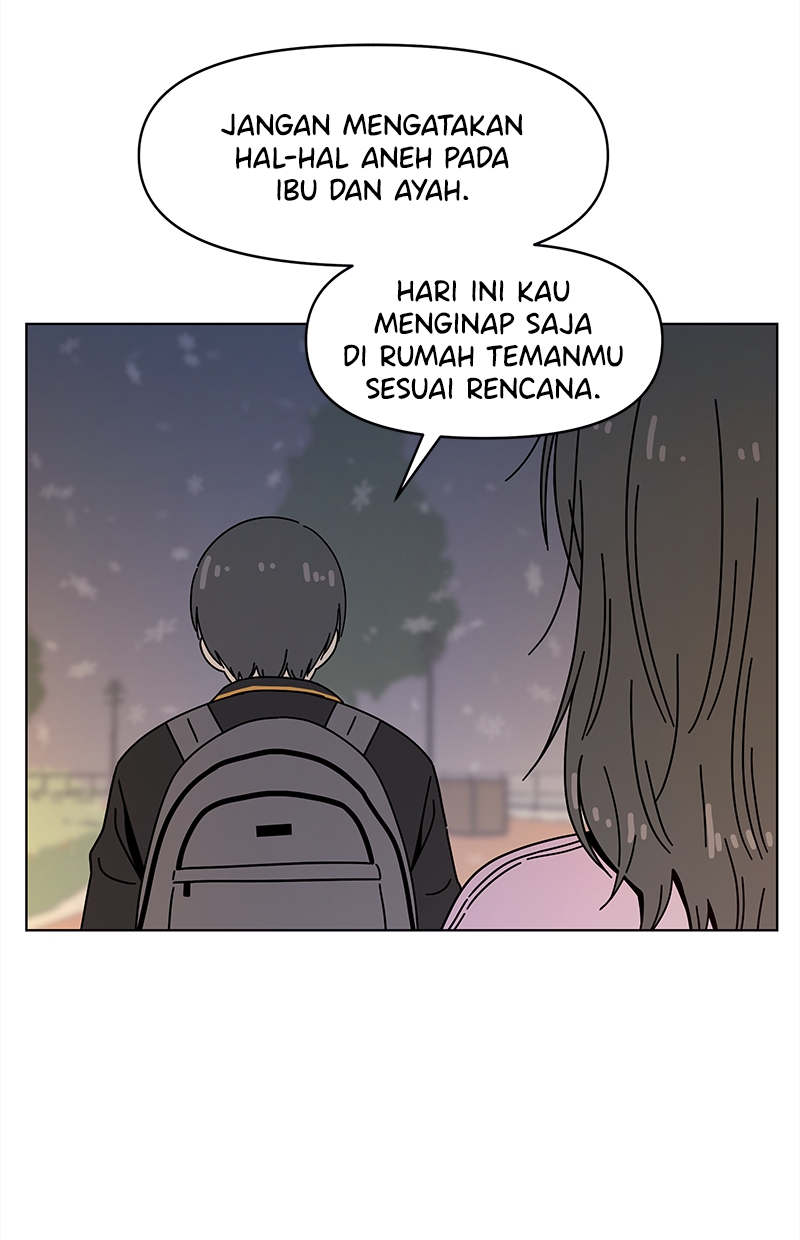 JANGAN MENGATAKAN
HAL-HAL ANEH PADA
IBU DAN AYAH.
HARI INI KAU
MENGINAP SAJA
DI RUMAH TEMANMU
SESUAI RENCANA.